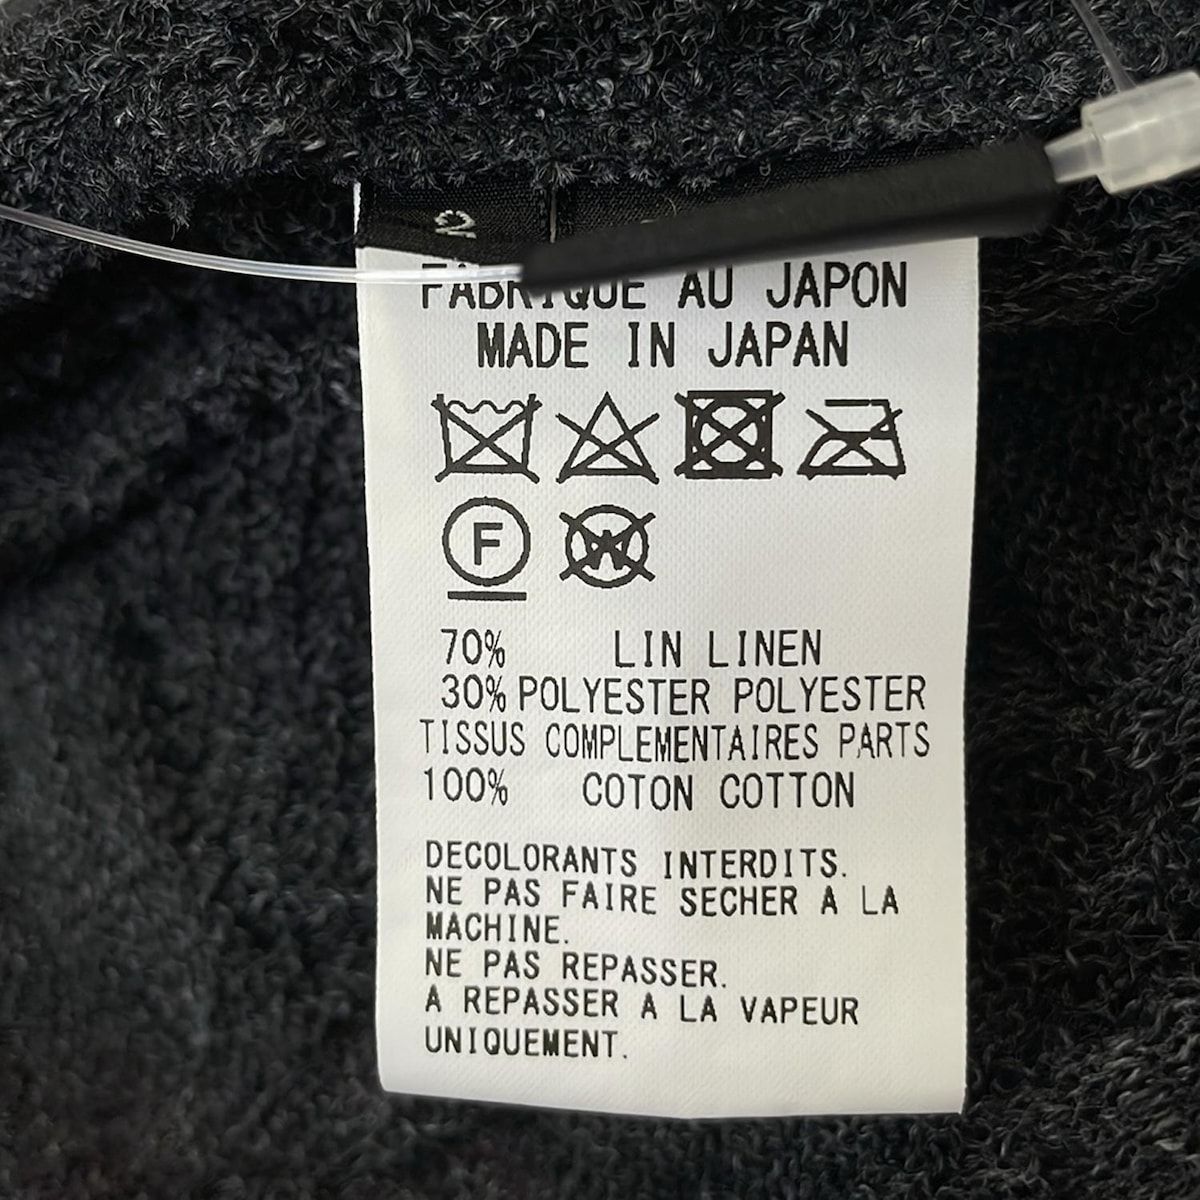 2
FABRIQUE AU JAPON
MADE IN JAPAN
F W
70% LIN LINEN
30% POLYESTER POLYESTER
TISSUS COMPLEMENTAIRES PARTS
100% COTON COTTON
DECOLORANTS INTERDITS.
NE PAS FAIRE SECHER A LA
MACHINE.
NE PAS REPASSER.
A REPASSER A LA VAPEUR
UNIQUEMENT.